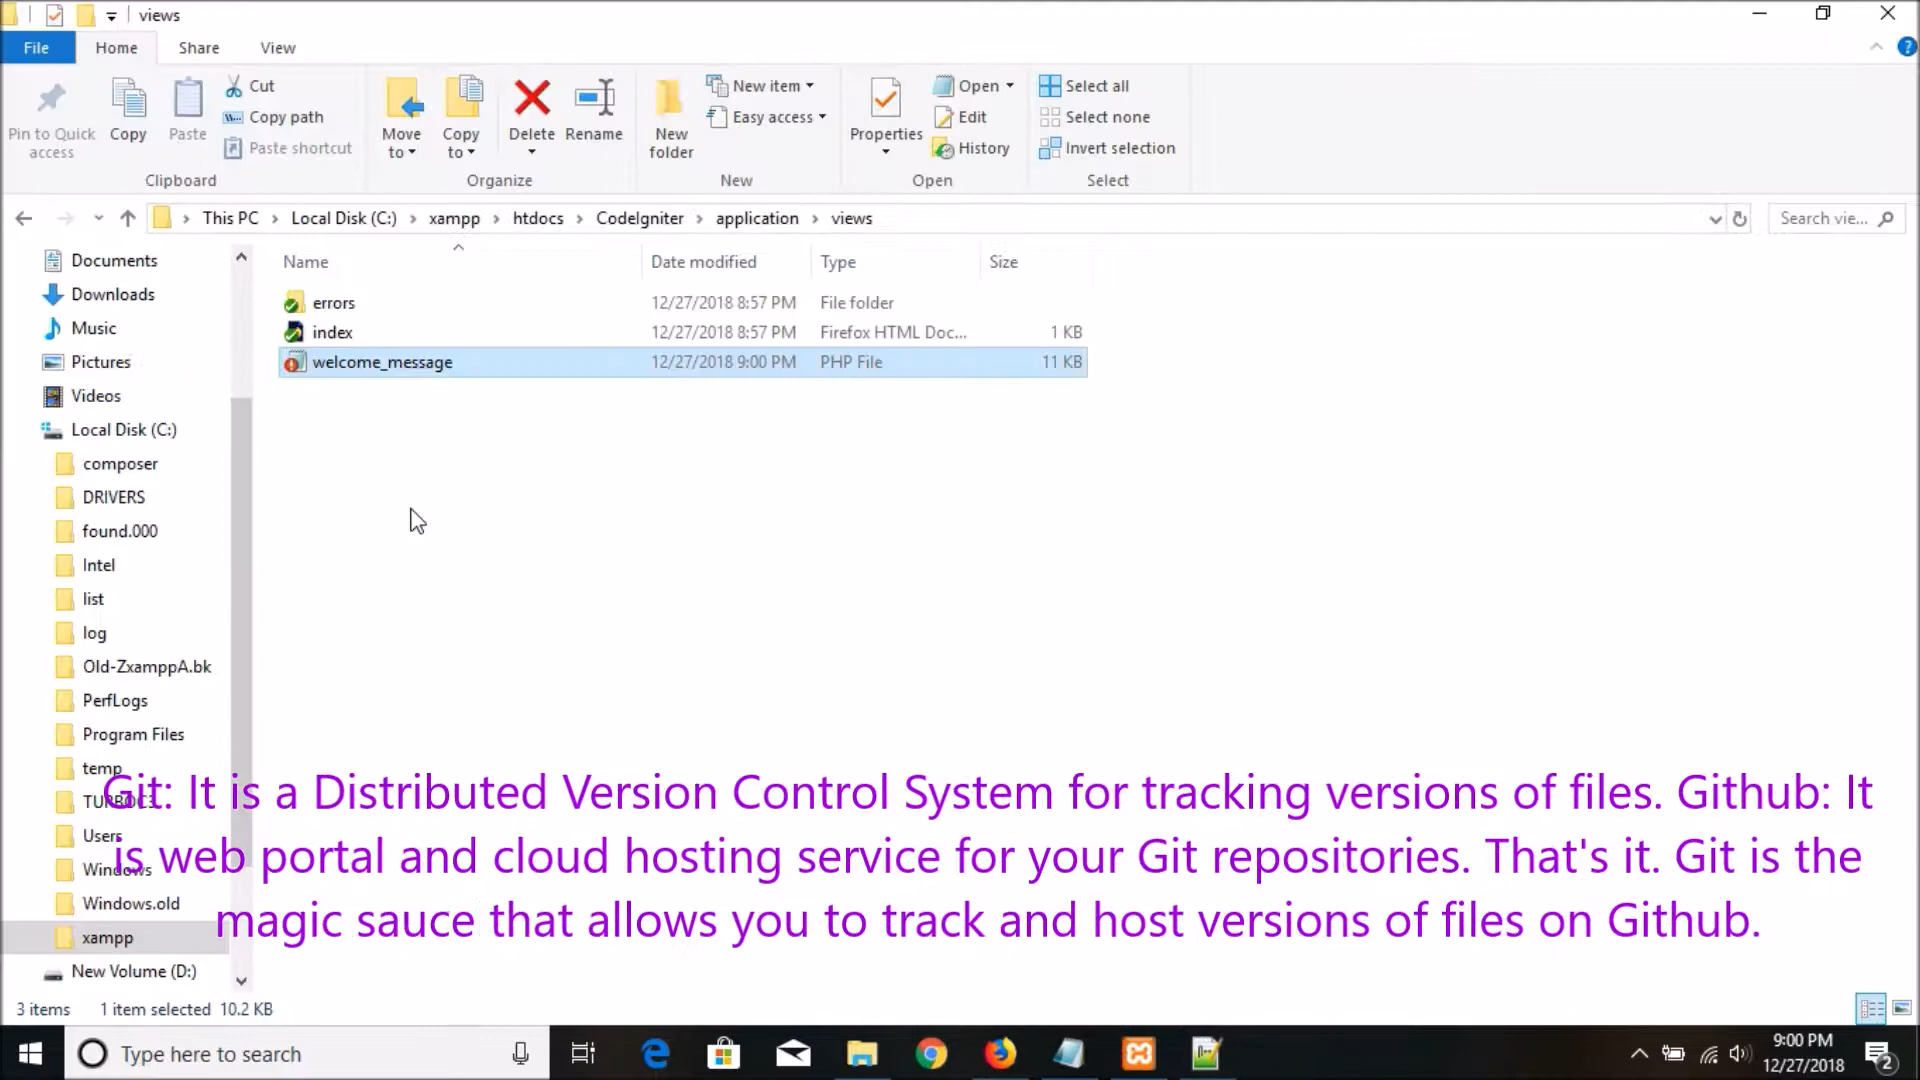 views
File
Home
Share
View
Pin to Quick
access
Copy
Paste
Cut
Copy path
Paste shortcut
Clipboard
Move
to
Copy
to
Delete
Rename
Organize
New
folder
New item
Easy access
New
Properties
Open
Edit
History
Open
Select all
Select none
Invert selection
Select
This PC > Local Disk (C:) > xampp > htdocs > CodeIgniter > application > views
Search vie...
Documents
Downloads
Music
Pictures
Videos
Local Disk (C:)
composer
DRIVERS
found.000
Intel
list
log
Old-ZxamppA.bk
PerfLogs
Program Files
temp
TURBOC3
Users
Windows
Windows.old
xampp
New Volume (D:)
Name Date modified Type Size
errors 12/27/2018 8:57 PM File folder
index 12/27/2018 8:57 PM Firefox HTML Doc... 1 KB
welcome_message 12/27/2018 9:00 PM PHP File 11 KB
Git: It is a Distributed Version Control System for tracking versions of files. Github: It
is web portal and cloud hosting service for your Git repositories. That's it. Git is the
magic sauce that allows you to track and host versions of files on Github.
3 items 1 item selected 10.2 KB
Type here to search
9:00 PM
12/27/2018
2